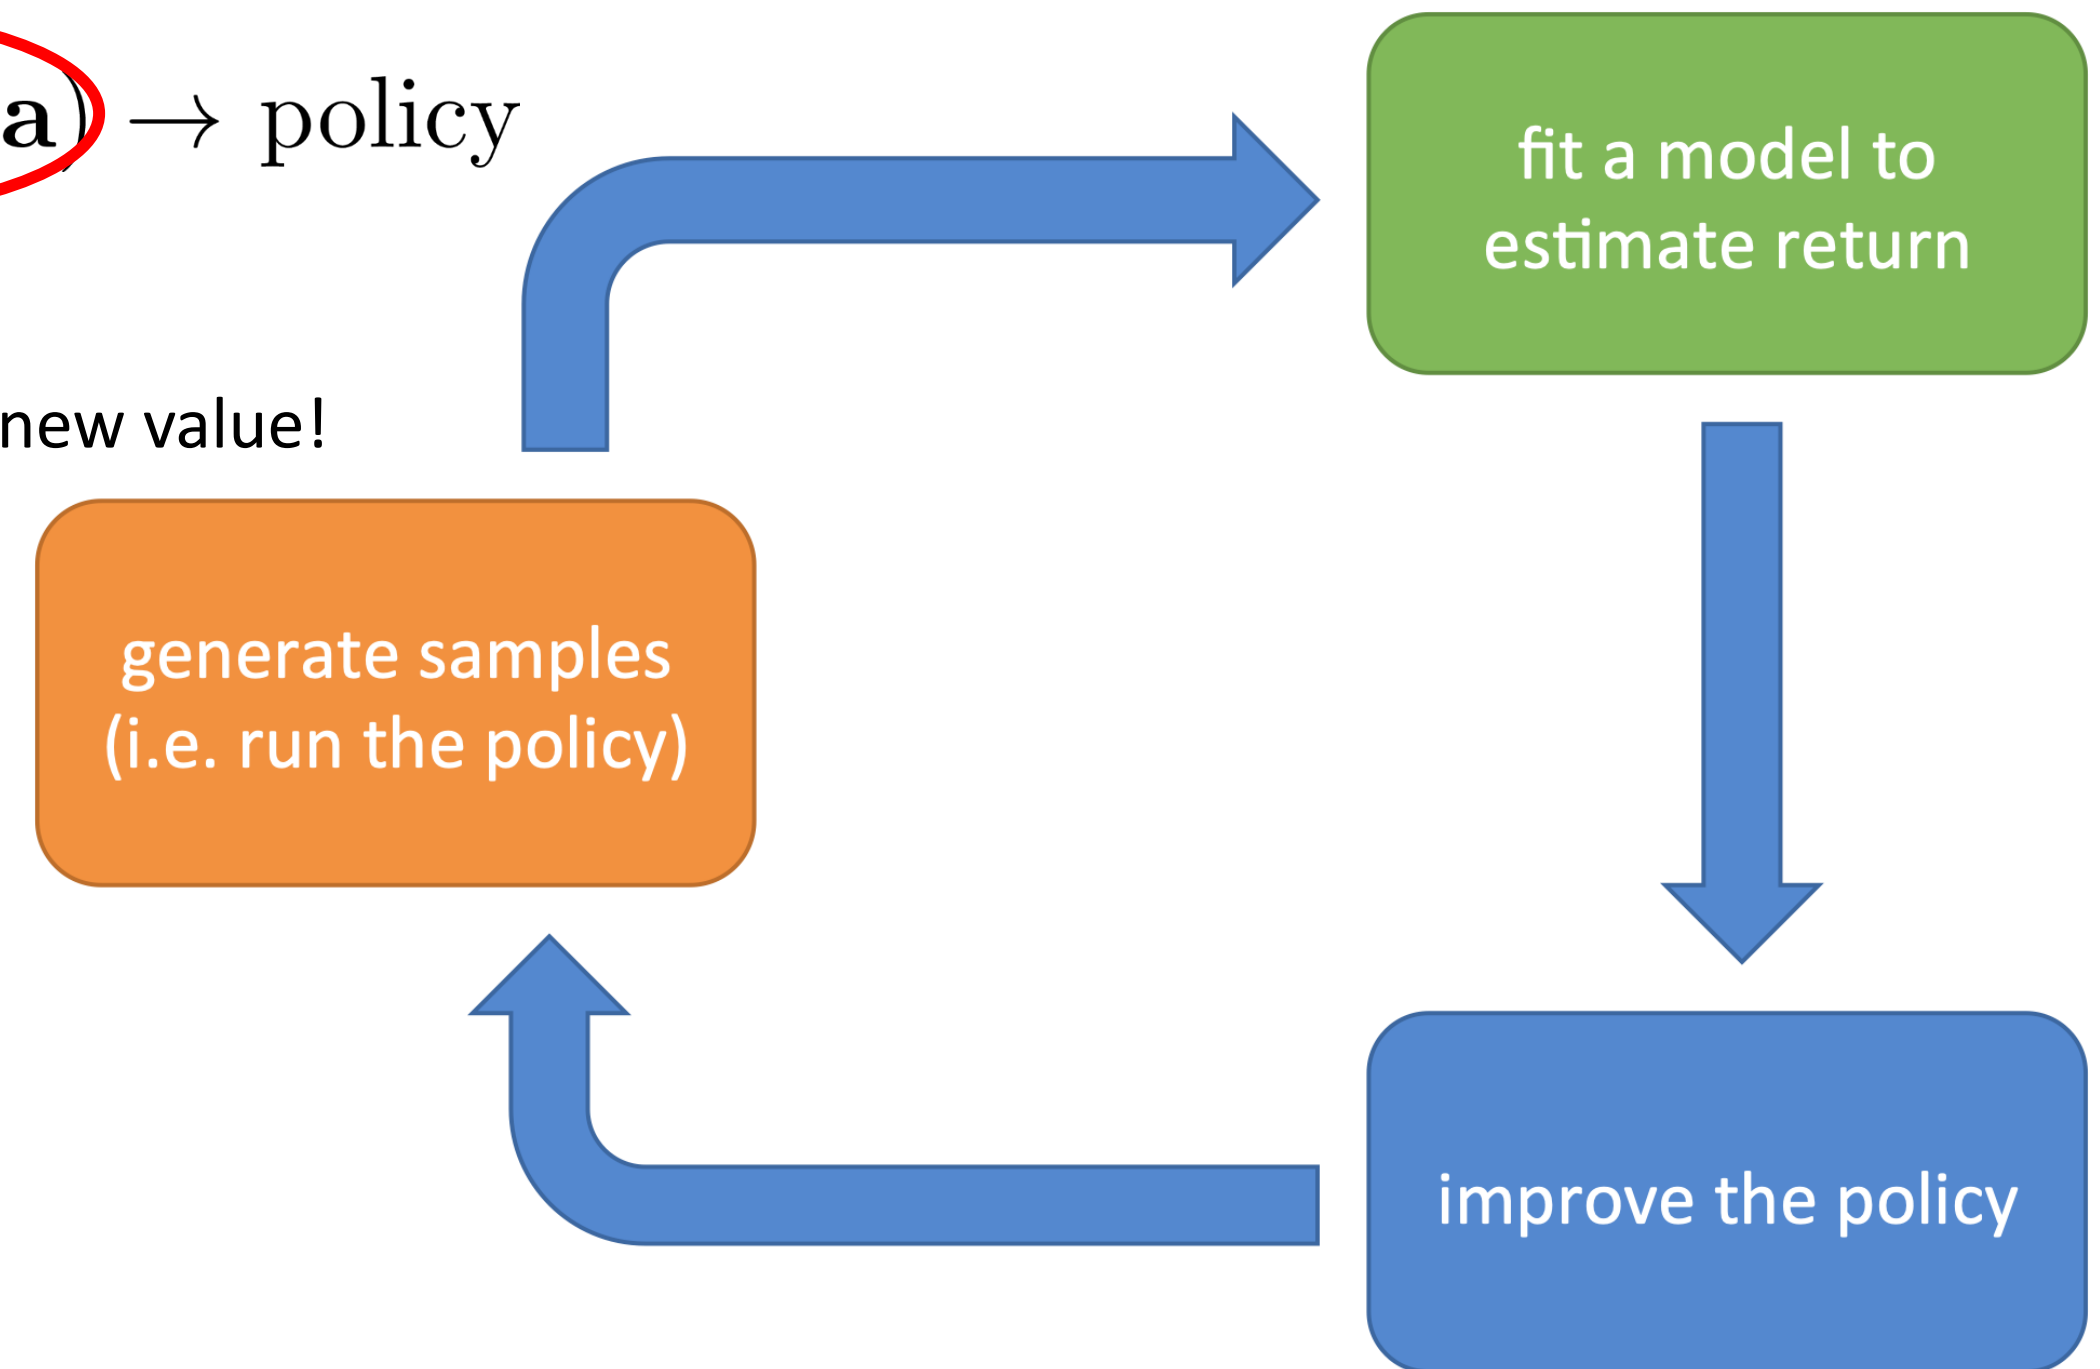 a) → policy
fit a model to
estimate return
new value!
generate samples
(i.e. run the policy)
improve the policy